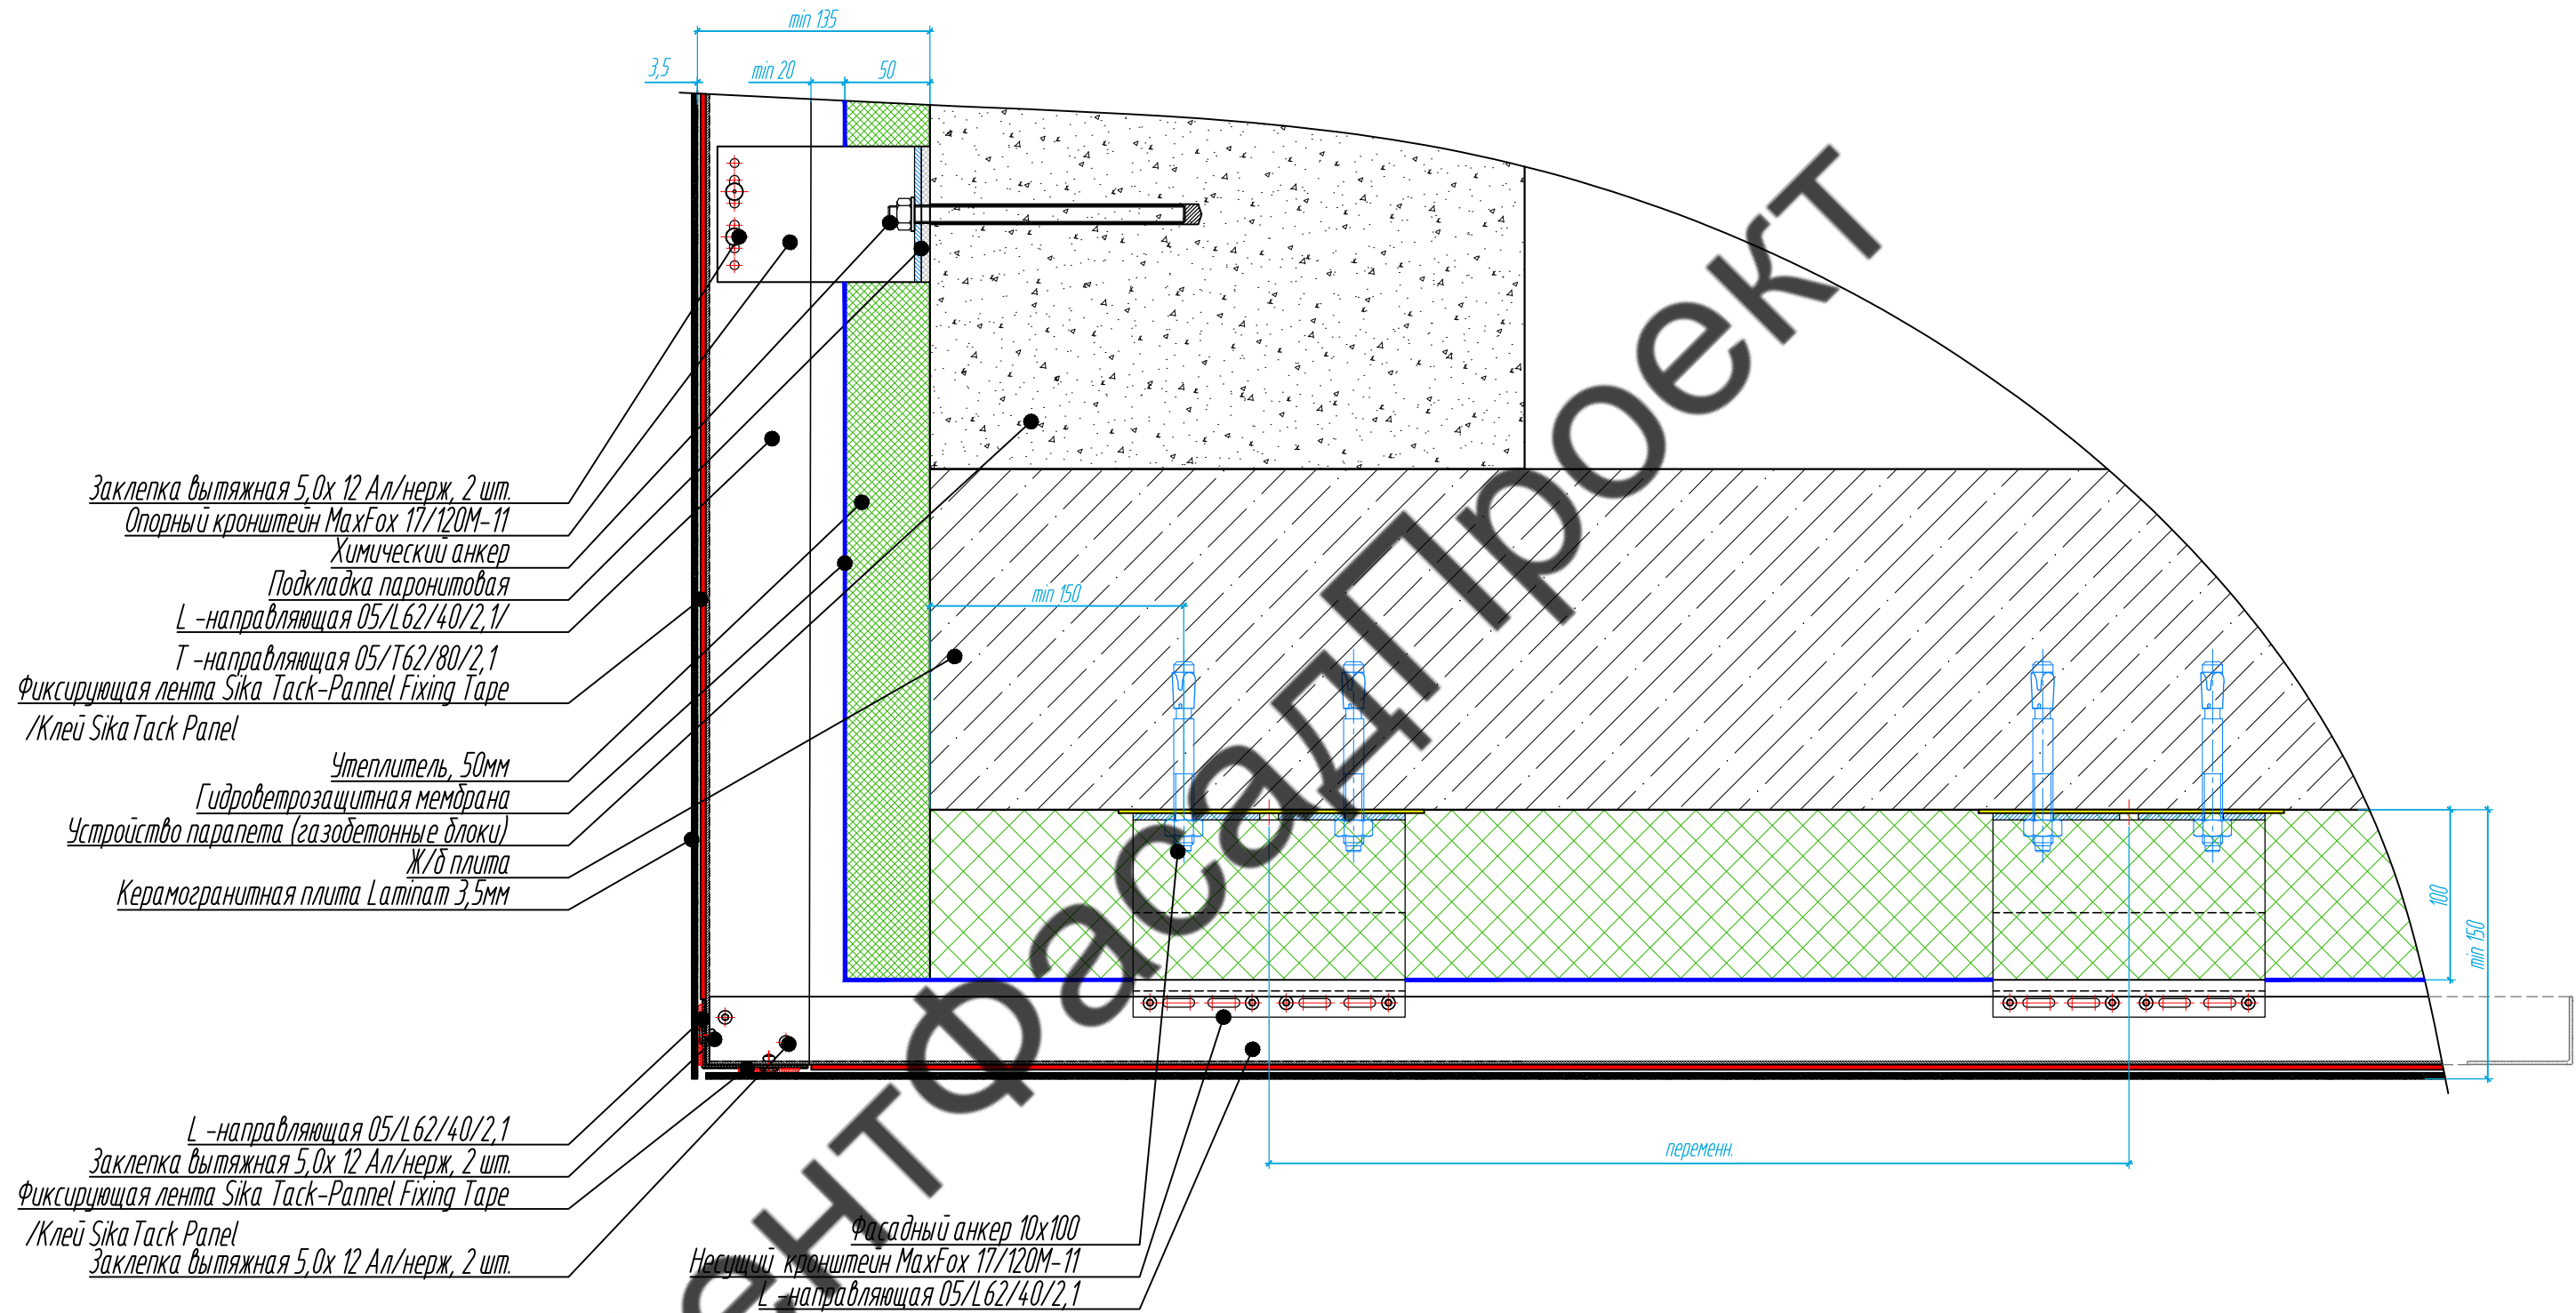 min 135
3,5
min 20
50
Заклепка вытяжная 5,0х 12 Ал/нерж, 2 шт.
Опорный кронштейн MaxFox 17/120М-11
Химический анкер
Подкладка паронитовая
L -направляющая 05/L62/40/2,1/
Т -направляющая 05/Т62/80/2,1
Фиксирующая лента Sika Tack-Pannel Fixing Tape
/Клей SikaTack Panel
Утеплитель, 50мм
Гидроветрозащитная мембрана
Устройство парапета (газобетонные блоки)
Ж/б плита
Керамогранитная плита Laminam 3,5мм
min 150
100
min 150
переменн.
L -направляющая 05/L62/40/2,1
Заклепка вытяжная 5,0х 12 Ал/нерж, 2 шт.
Фиксирующая лента Sika Tack-Pannel Fixing Tape
/Клей SikaTack Panel
Заклепка вытяжная 5,0х 12 Ал/нерж, 2 шт.
Фасадный анкер 10х100
Несущий кронштейн MaxFox 17/120М-11
L -направляющая 05/L62/40/2,1
ентФасадПроект